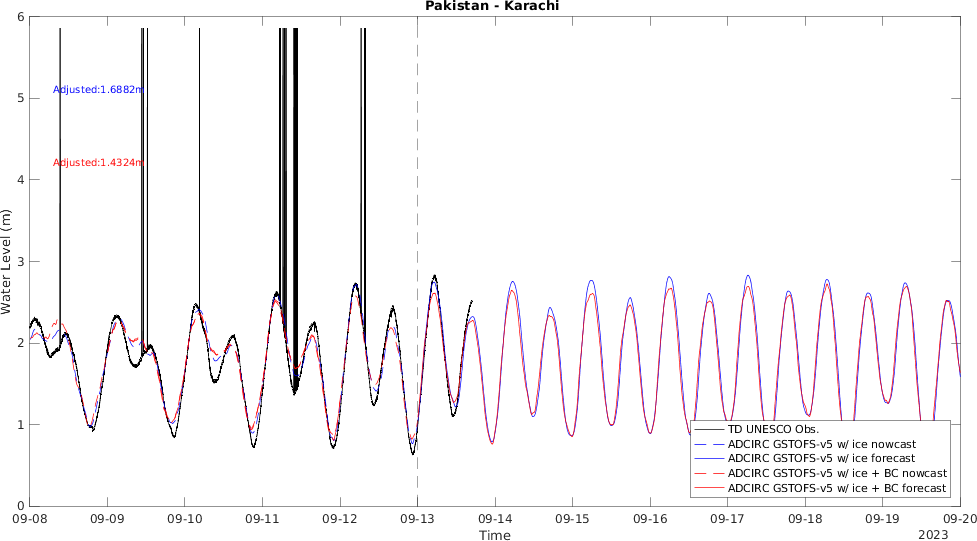 Pakistan - Karachi
6
5
4
3
2
1
0
Water Level (m)
Adjusted:1.6882m
Adjusted:1.4324m
TD UNESCO Obs.
ADCIRC GSTOFS-v5 w/ ice nowcast
ADCIRC GSTOFS-v5 w/ ice forecast
ADCIRC GSTOFS-v5 w/ ice + BC nowcast
ADCIRC GSTOFS-v5 w/ ice + BC forecast
09-08 09-09 09-10 09-11 09-12 09-13 09-14 09-15 09-16 09-17 09-18 09-19 09-20
Time
2023